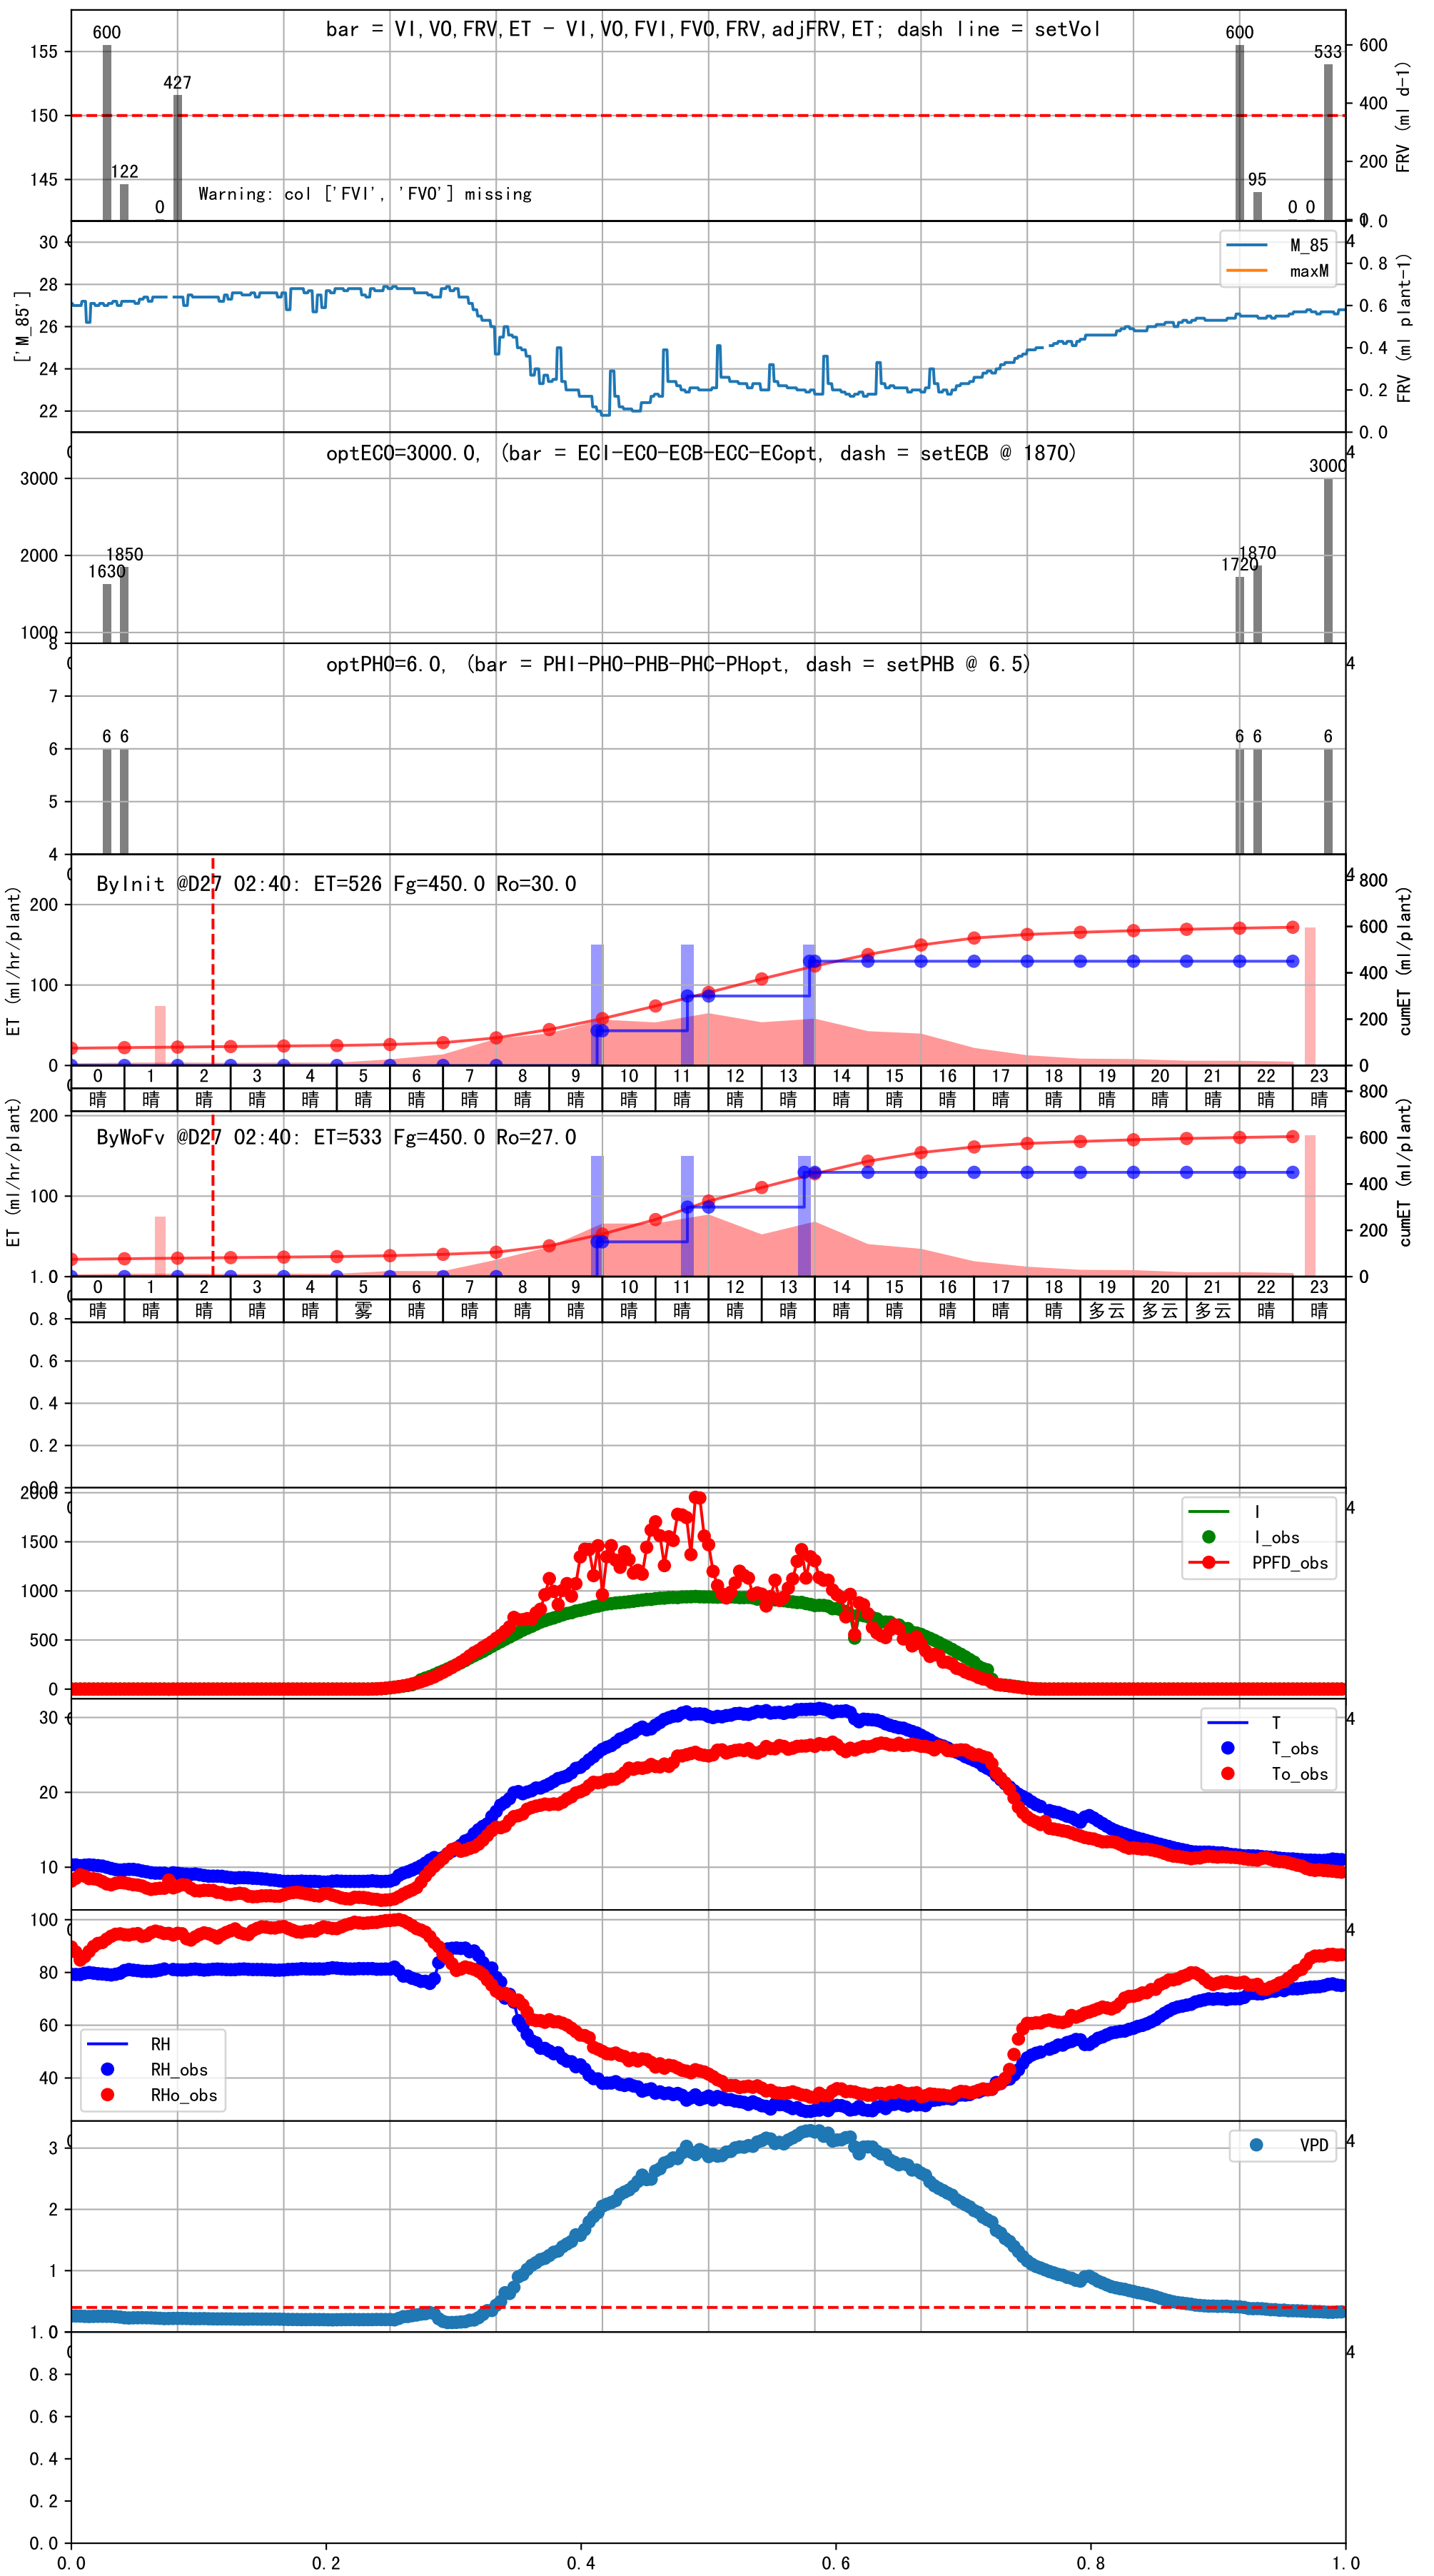 bar = VI,VO,FRV,ET - VI,VO,FVI,FVO,FRV,adjFRV,ET; dash line = setVol
600 122 0 427 600 95 0 0 533
155 150 145
600 400 200 0
FRV (ml d-1)
Warning: col ['FVI', 'FVO'] missing
30 28 26 24 22
['M_85']
M_85
maxM
1.0 0.8 0.6 0.4 0.2 0.0
FRV (ml plant-1)
optECO=3000.0, (bar = ECI-ECO-ECB-ECC-ECopt, dash = setECB @ 1870)
3000 2000 1000
1630 1850 1720 1870 3000
optPHO=6.0, (bar = PHI-PHO-PHB-PHC-PHopt, dash = setPHB @ 6.5)
8 7 6 5 4
6 6 6 6 6
ByInit @D27 02:40: ET=526 Fg=450.0 Ro=30.0
200 100 0
ET (ml/hr/plant)
800 600 400 200 0
cumET (ml/plant)
0 1 2 3 4 5 6 7 8 9 10 11 12 13 14 15 16 17 18 19 20 21 22 23
晴 晴 晴 晴 晴 晴 晴 晴 晴 晴 晴 晴 晴 晴 晴 晴 晴 晴 晴 晴 晴 晴 晴 晴
ByWoFv @D27 02:40: ET=533 Fg=450.0 Ro=27.0
200 100
ET (ml/hr/plant)
800 600 400 200 0
cumET (ml/plant)
0 1 2 3 4 5 6 7 8 9 10 11 12 13 14 15 16 17 18 19 20 21 22 23
晴 晴 晴 晴 晴 雾 晴 晴 晴 晴 晴 晴 晴 晴 晴 晴 晴 晴 晴 多云 多云 多云 晴 晴
1.0 0.8 0.6 0.4 0.2 0.0
2000 1500 1000 500 0
I
I_obs
PPFD_obs
30 20 10
T
T_obs
To_obs
100 80 60 40
RH
RH_obs
RHo_obs
3 2 1
VPD
1.0 0.8 0.6 0.4 0.2 0.0
0.0 0.2 0.4 0.6 0.8 1.0